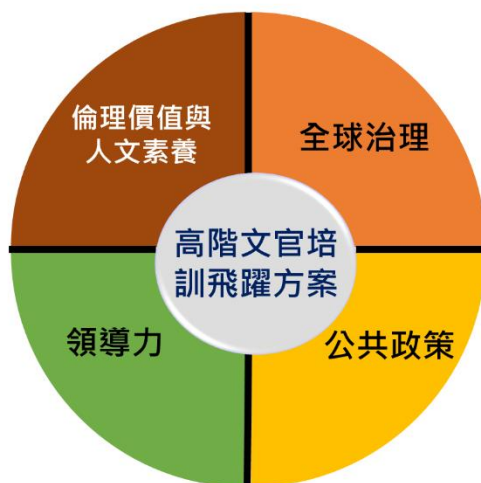 倫理價值與
人文素養
全球治理
高階文官培
訓飛躍方案
領導力
公共政策